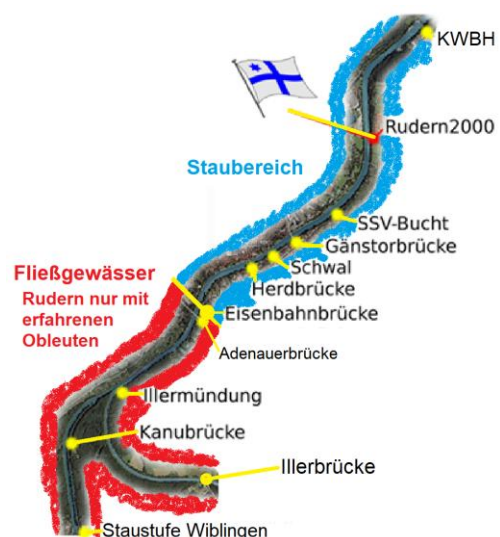 KWBH
Rudern2000
Staubereich
SSV-Bucht
Gänstorbrücke
Schwal
Herdbrücke
Fließgewässer
Rudern nur mit
erfahrenen
Obleuten
Eisenbahnbrücke
Adenauerbrücke
Illermündung
Kanubrücke
Illerbrücke
Staustufe Wiblingen